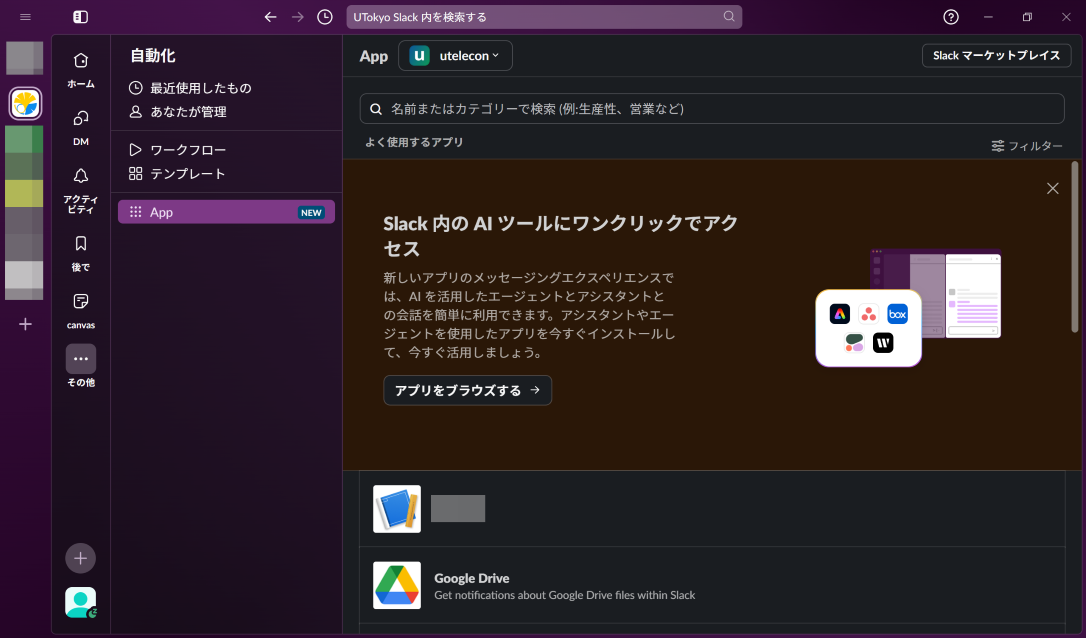 UTokyo Slack 内を検索する
ホーム
DM
アクティ
ビティ
後で
canvas
その他
自動化
最近使用したもの
あなたが管理
ワークフロー
テンプレート
App
NEW
App
u
utelecon
Slack マーケットプレイス
名前またはカテゴリーで検索 (例:生産性、営業など)
よく使用するアプリ
フィルター
Slack 内の AI ツールにワンクリックでアク
セス
新しいアプリのメッセージングエクスペリエンスで
は、AI を活用したエージェントとアシスタントと
の会話を簡単に利用できます。アシスタントやエー
ジェントを使用したアプリを今すぐインストールし
て、今すぐ活用しましょう。
アプリをブラウズする
box
W
Google Drive
Get notifications about Google Drive files within Slack